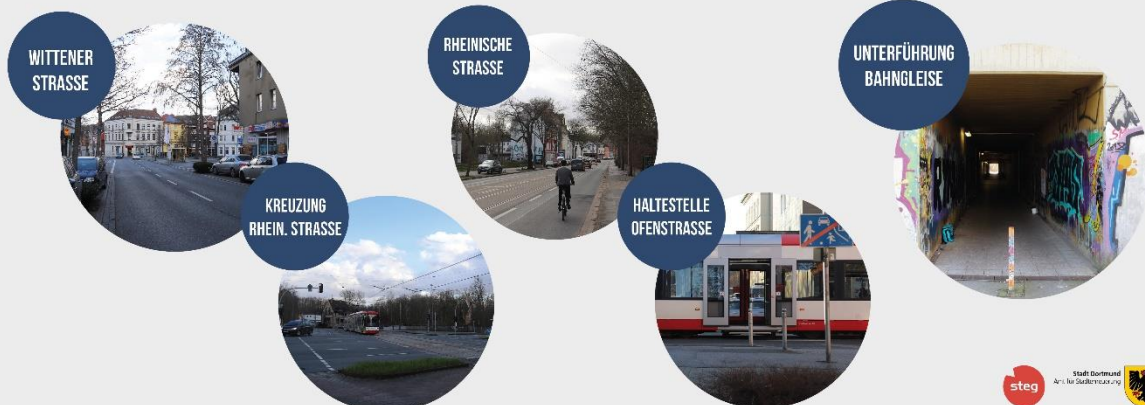 WITTENER
STRASSE
KREUZUNG
RHEIN. STRASSE
RHEINISCHE
STRASSE
HALTESTELLE
OFENSTRASSE
UNTERFÜHRUNG
BAHNGLEISE
steg
Stadt Dortmund
Amt für Stadterneuerung